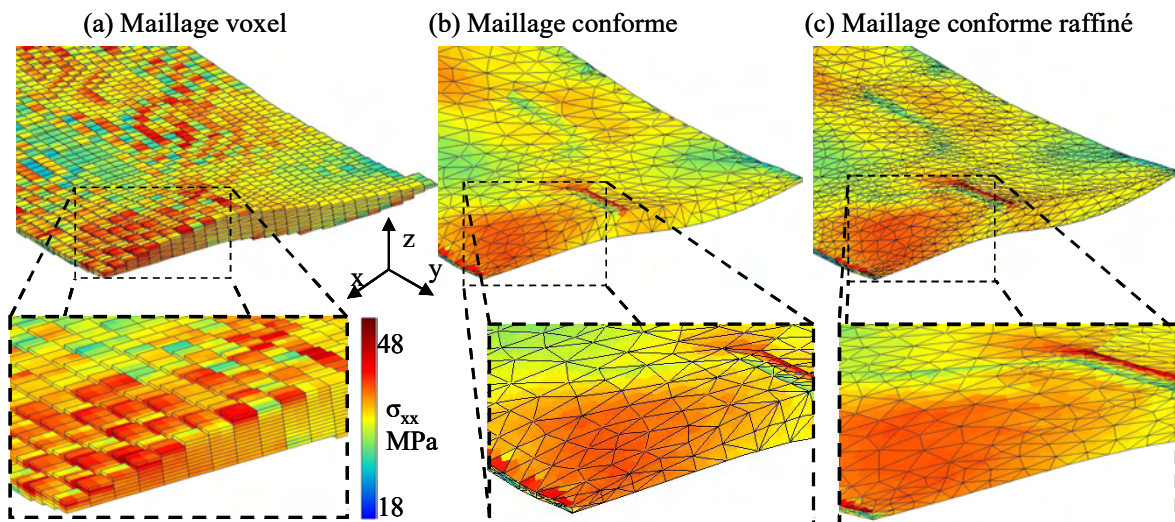 (a) Maillage voxel
(b) Maillage conforme
(c) Maillage conforme raffiné
z
x
y
48
σxx
MPa
18